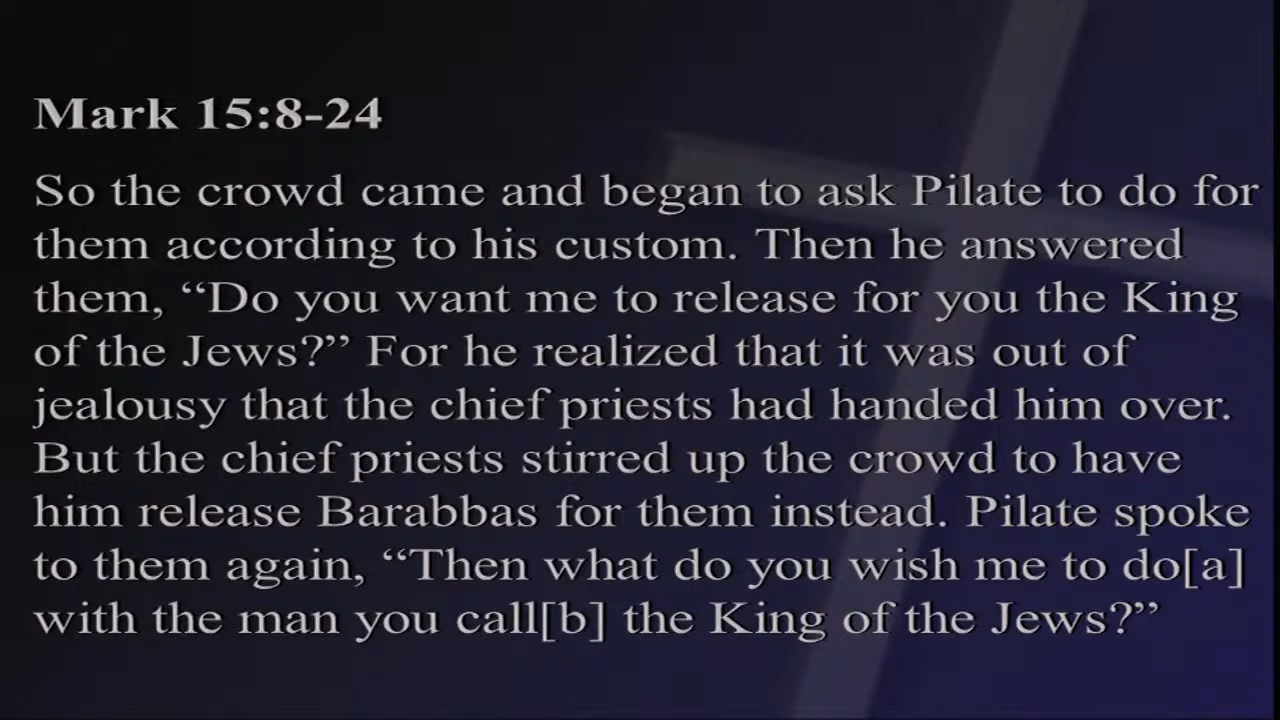 Mark 15:8-24
So the crowd came and began to ask Pilate to do for
them according to his custom. Then he answered
them, “Do you want me to release for you the King
of the Jews?” For he realized that it was out of
jealousy that the chief priests had handed him over.
But the chief priests stirred up the crowd to have
him release Barabbas for them instead. Pilate spoke
to them again, “Then what do you wish me to do[a]
with the man you call[b] the King of the Jews?”